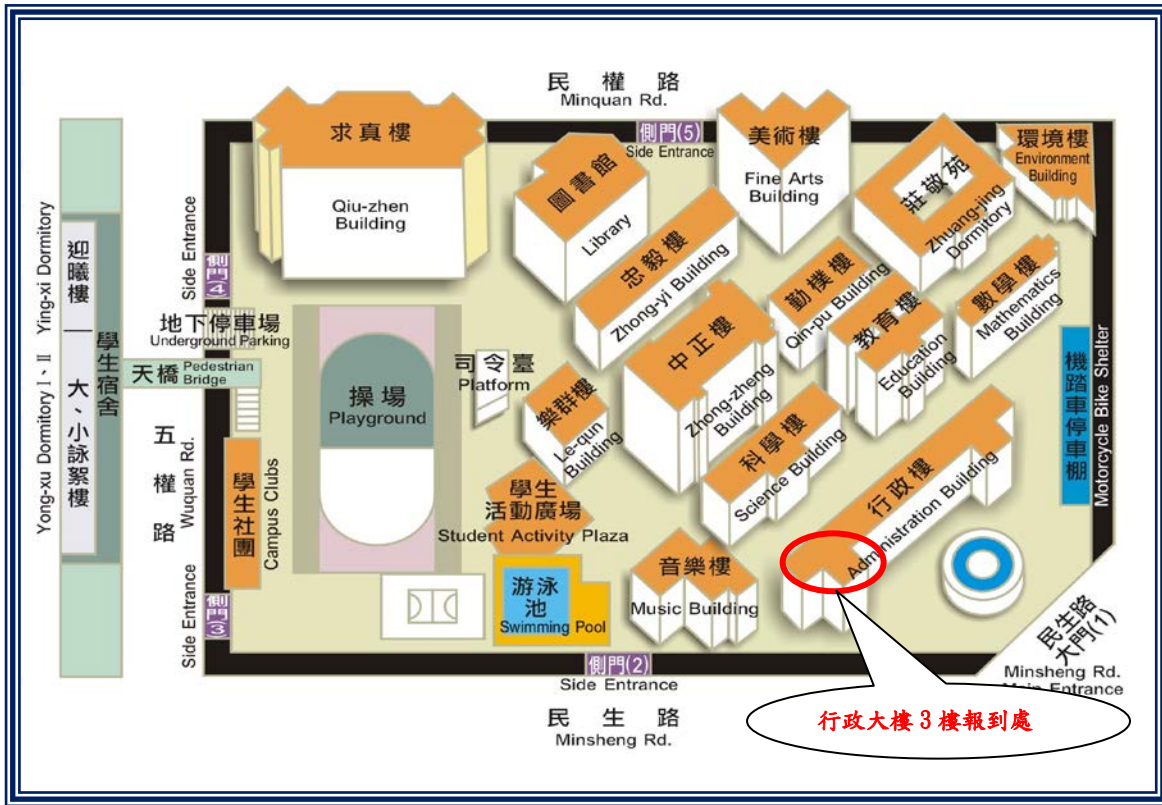 民權路
Minquan Rd.
求真樓
Qiu-zhen
Building
側門(5)
Side Entrance
圖書館
Library
美術樓
Fine Arts
Building
莊敬苑
Zhuang-jing
Dormitory
環境樓
Environment
Building
忠毅樓
Zhong-yi Building
勤樸樓
Qin-pu Building
教育樓
Education
Building
數學樓
Mathematics
Building
中正樓
Zhong-zheng
Building
科學樓
Science Building
行政樓
Administration Building
機踏車停車棚
Motorcycle Bike Shelter
Side Entrance
側門④
地下停車場
Underground Parking
天橋
Pedestrian
Bridge
司令臺
Platform
操場
Playground
樂群樓
Le-qun
Building
學生宿舍
迎曦樓 — 大、小詠絮樓
Yong-xu Dormitory I、II Ying-xi Dormitory
五權路
Wuquan Rd.
學生社團
Campus Clubs
學生
活動廣場
Student Activity Plaza
游泳
池
Swimming Pool
音樂樓
Music Building
Side Entrance
側門③
側門(2)
Side Entrance
民生路
Minsheng Rd.
民生路
大門(1)
Minsheng Rd.
Main Entrance
行政大樓 3 樓報到處